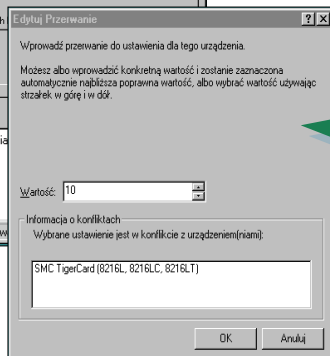 Edytuj Przerwanie
Wprowadź przerwanie do ustawienia dla tego urządzenia.
Możesz albo wprowadzić konkretną wartość i zostanie zaznaczona
automatycznie najbliższa poprawna wartość, albo wybrać wartość używając
strzałek w górę i w dół.
Wartość: 10
Informacja o konfliktach
Wybrane ustawienie jest w konflikcie z urządzeniem(niami):
SMC TigerCard (8216L, 8216LC, 8216LT)
OK Anuluj